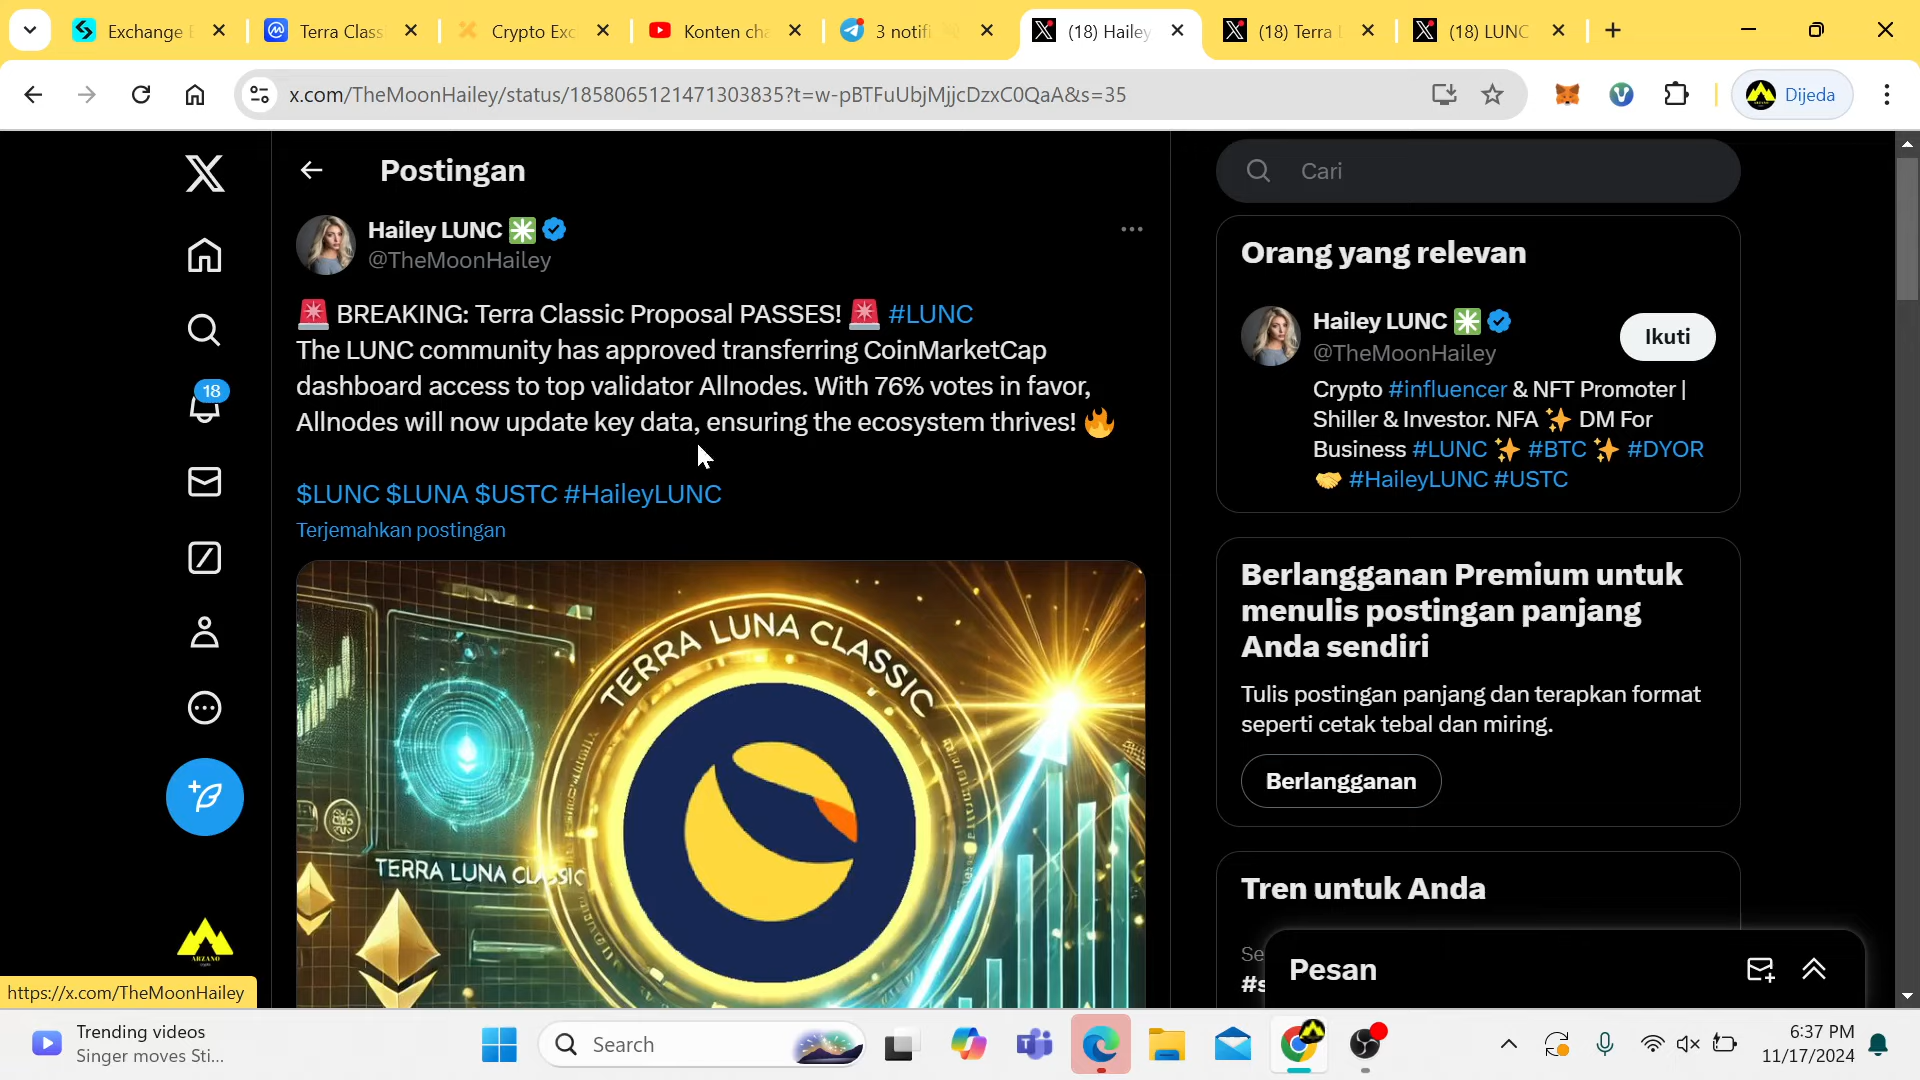 Exchange
Terra Class
Crypto Exc
Konten cha
3 notifi
(18) Hailey
(18) Terra
(18) LUNC
x.com/TheMoonHailey/status/1858065121471303835?t=w-pBTFuUbjMjjcDzxC0QaA&s=35
Dijeda
Postingan
Cari
Hailey LUNC
@TheMoonHailey
🚨 BREAKING: Terra Classic Proposal PASSES! 🚨 #LUNC
The LUNC community has approved transferring CoinMarketCap
dashboard access to top validator Allnodes. With 76% votes in favor,
Allnodes will now update key data, ensuring the ecosystem thrives! 🔥
$LUNC $LUNA $USTC #HaileyLUNC
Terjemahkan postingan
TERRA LUNA CLASSIC
TERRA LUNA CLASSIC
18
Orang yang relevan
Hailey LUNC
@TheMoonHailey
Ikuti
Crypto #influencer & NFT Promoter |
Shiller & Investor. NFA ✨ DM For
Business #LUNC ✨ #BTC ✨ #DYOR
🤝 #HaileyLUNC #USTC
Berlangganan Premium untuk
menulis postingan panjang
Anda sendiri
Tulis postingan panjang dan terapkan format
seperti cetak tebal dan miring.
Berlangganan
Tren untuk Anda
Se
Pesan
ARZANO
https://x.com/TheMoonHailey
Trending videos
Singer moves Sti...
Search
6:37 PM
11/17/2024